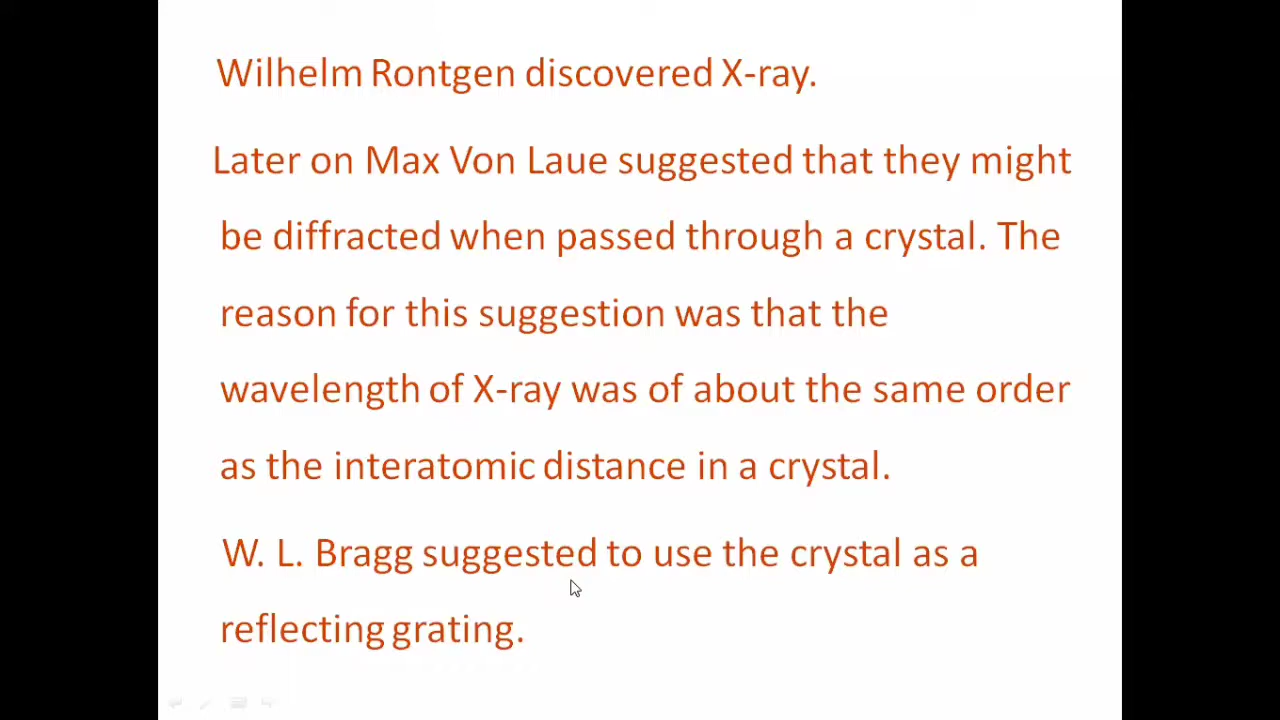 Wilhelm Rontgen discovered X-ray.
Later on Max Von Laue suggested that they might
be diffracted when passed through a crystal. The
reason for this suggestion was that the
wavelength of X-ray was of about the same order
as the interatomic distance in a crystal.
W. L. Bragg suggested to use the crystal as a
reflecting grating.